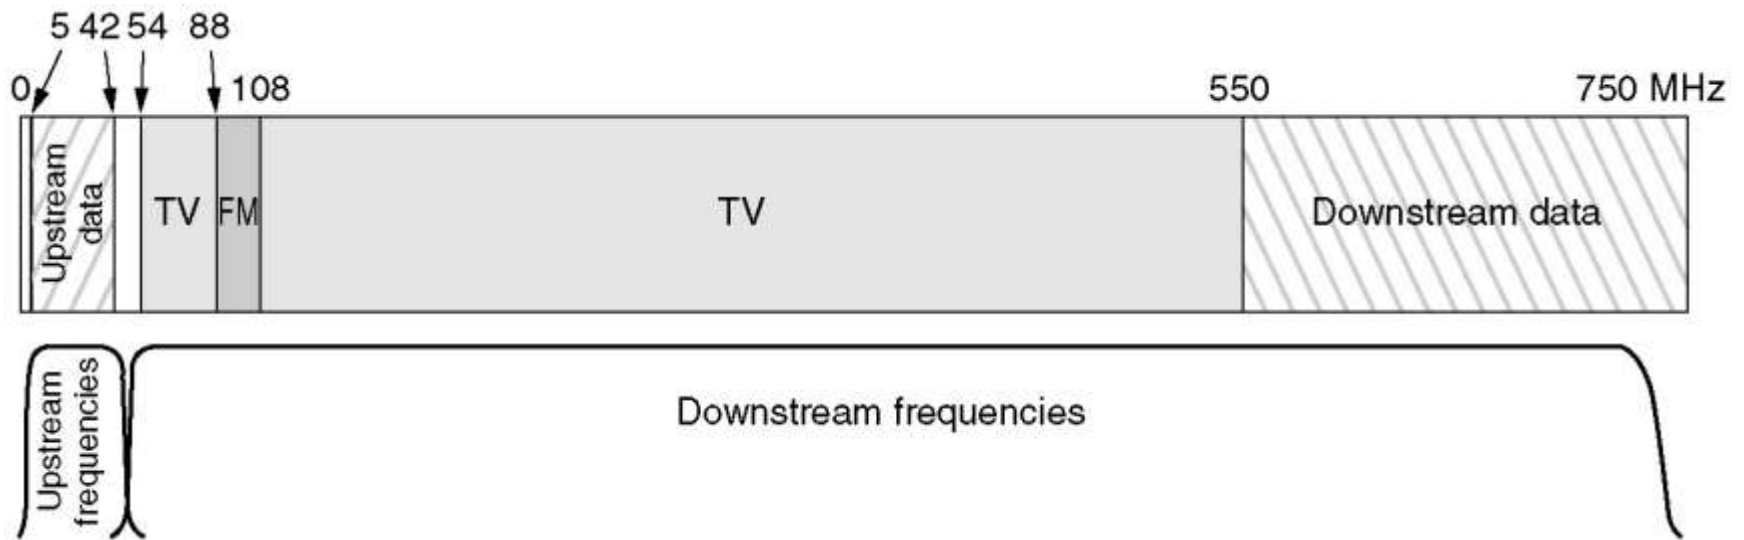 5 42 54 88
0 108 550 750 MHz
Upstream
data
TV
FM
TV
Downstream data
Upstream
frequencies
Downstream frequencies